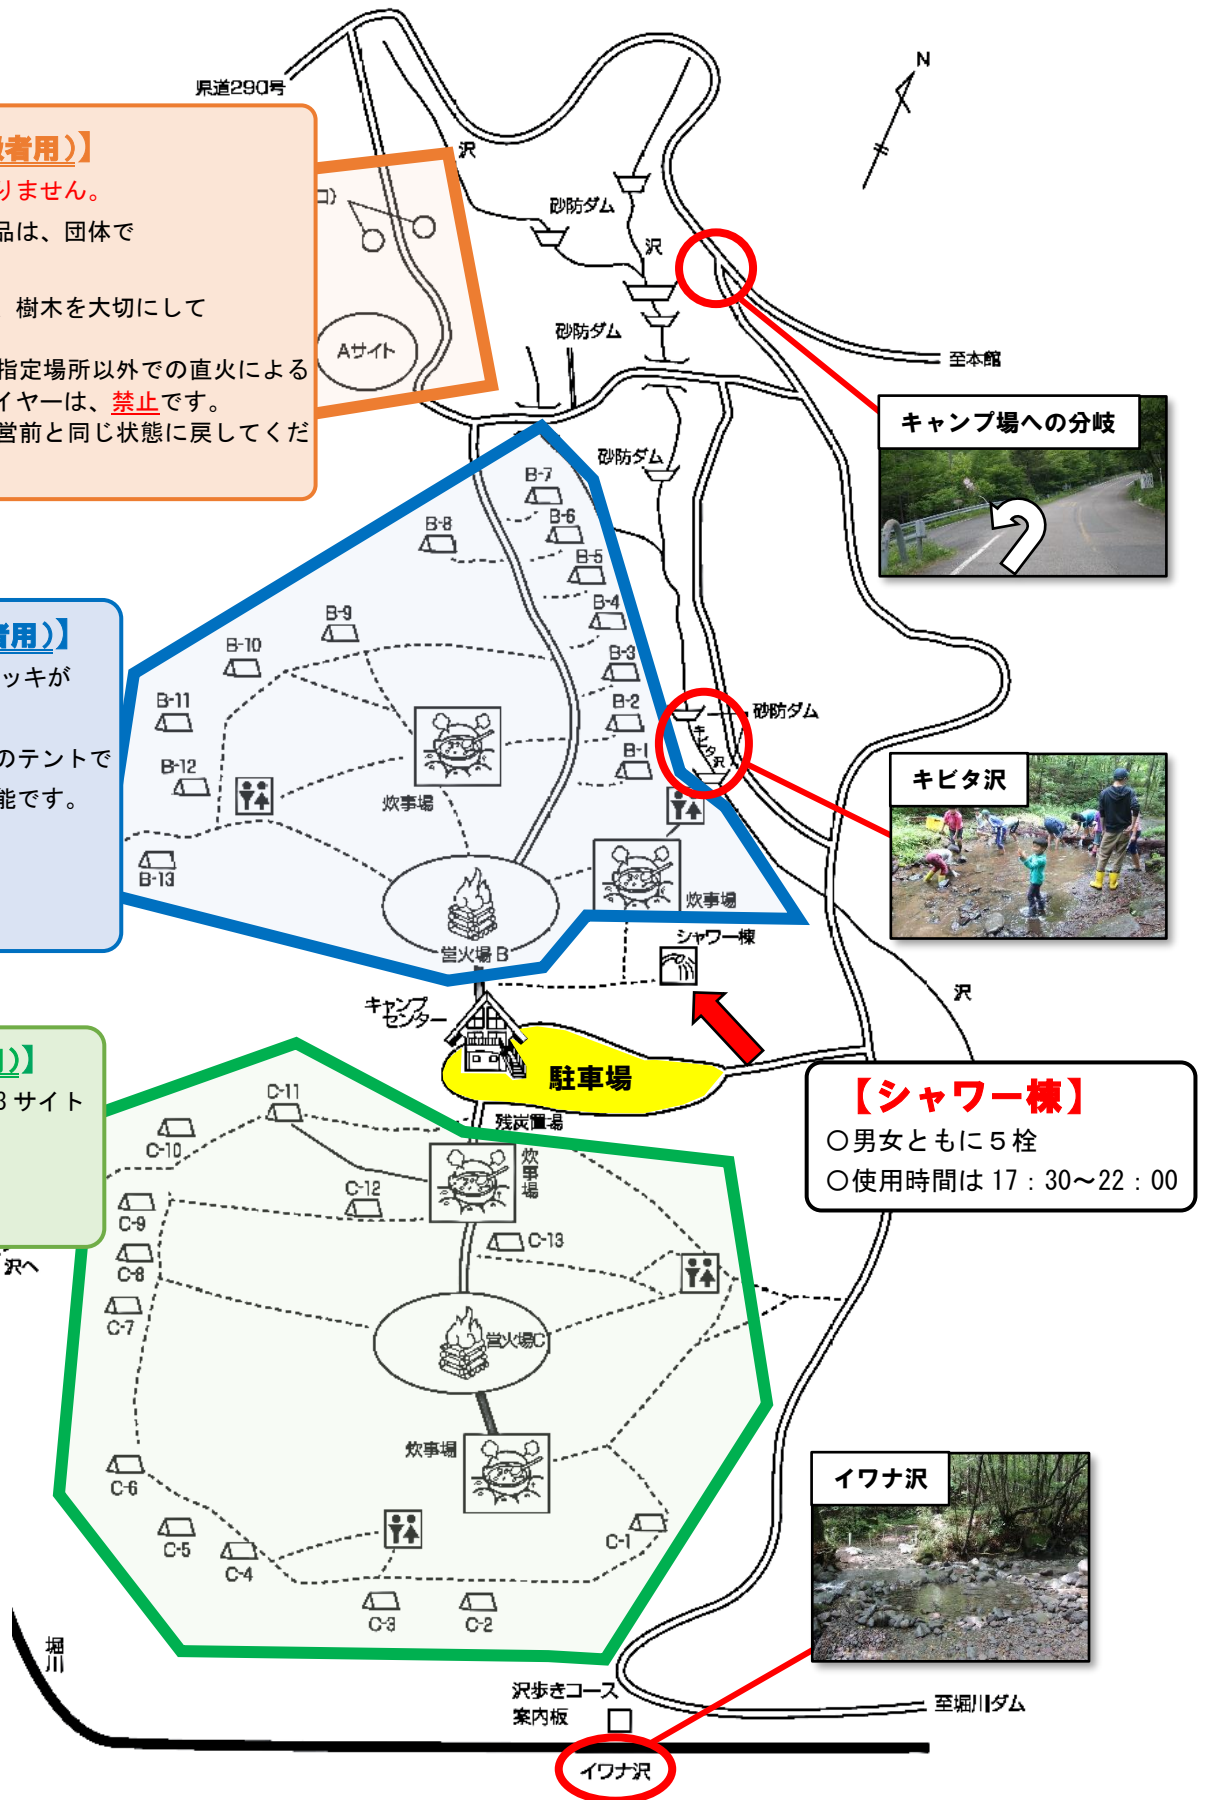 N
県道290号
沢
砂防ダム
沢
砂防ダム
至本館
者用)】
りません。
品は、団体で
樹木を大切にして
指定場所以外での直火による
イヤーは、禁止です。
営前と同じ状態に戻してくだ
Aサイト
キャンプ場への分岐
砂防ダム
B-7
B-8
B-6
B-5
B-4
B-9
B-10
B-3
B-11
B-2
B-12
B-1
B-13
者用)】
ッキが
のテントで
能です。
炊事場
砂防ダム
キビタ沢
キビタ沢
炊事場
営火場B
シャワー棟
沢
キャンプ
センター
駐車場
【シャワー棟】
○男女ともに5栓
○使用時間は 17:30~22:00
)】
3 サイト
残炭置場
炊事場
C-11
C-10
C-12
C-9
C-13
C-8
沢へ
C-7
営火場C
炊事場
C-6
C-5
C-4
C-1
C-3
C-2
イワナ沢
堀川
沢歩きコース
案内板
至堀川ダム
イワナ沢